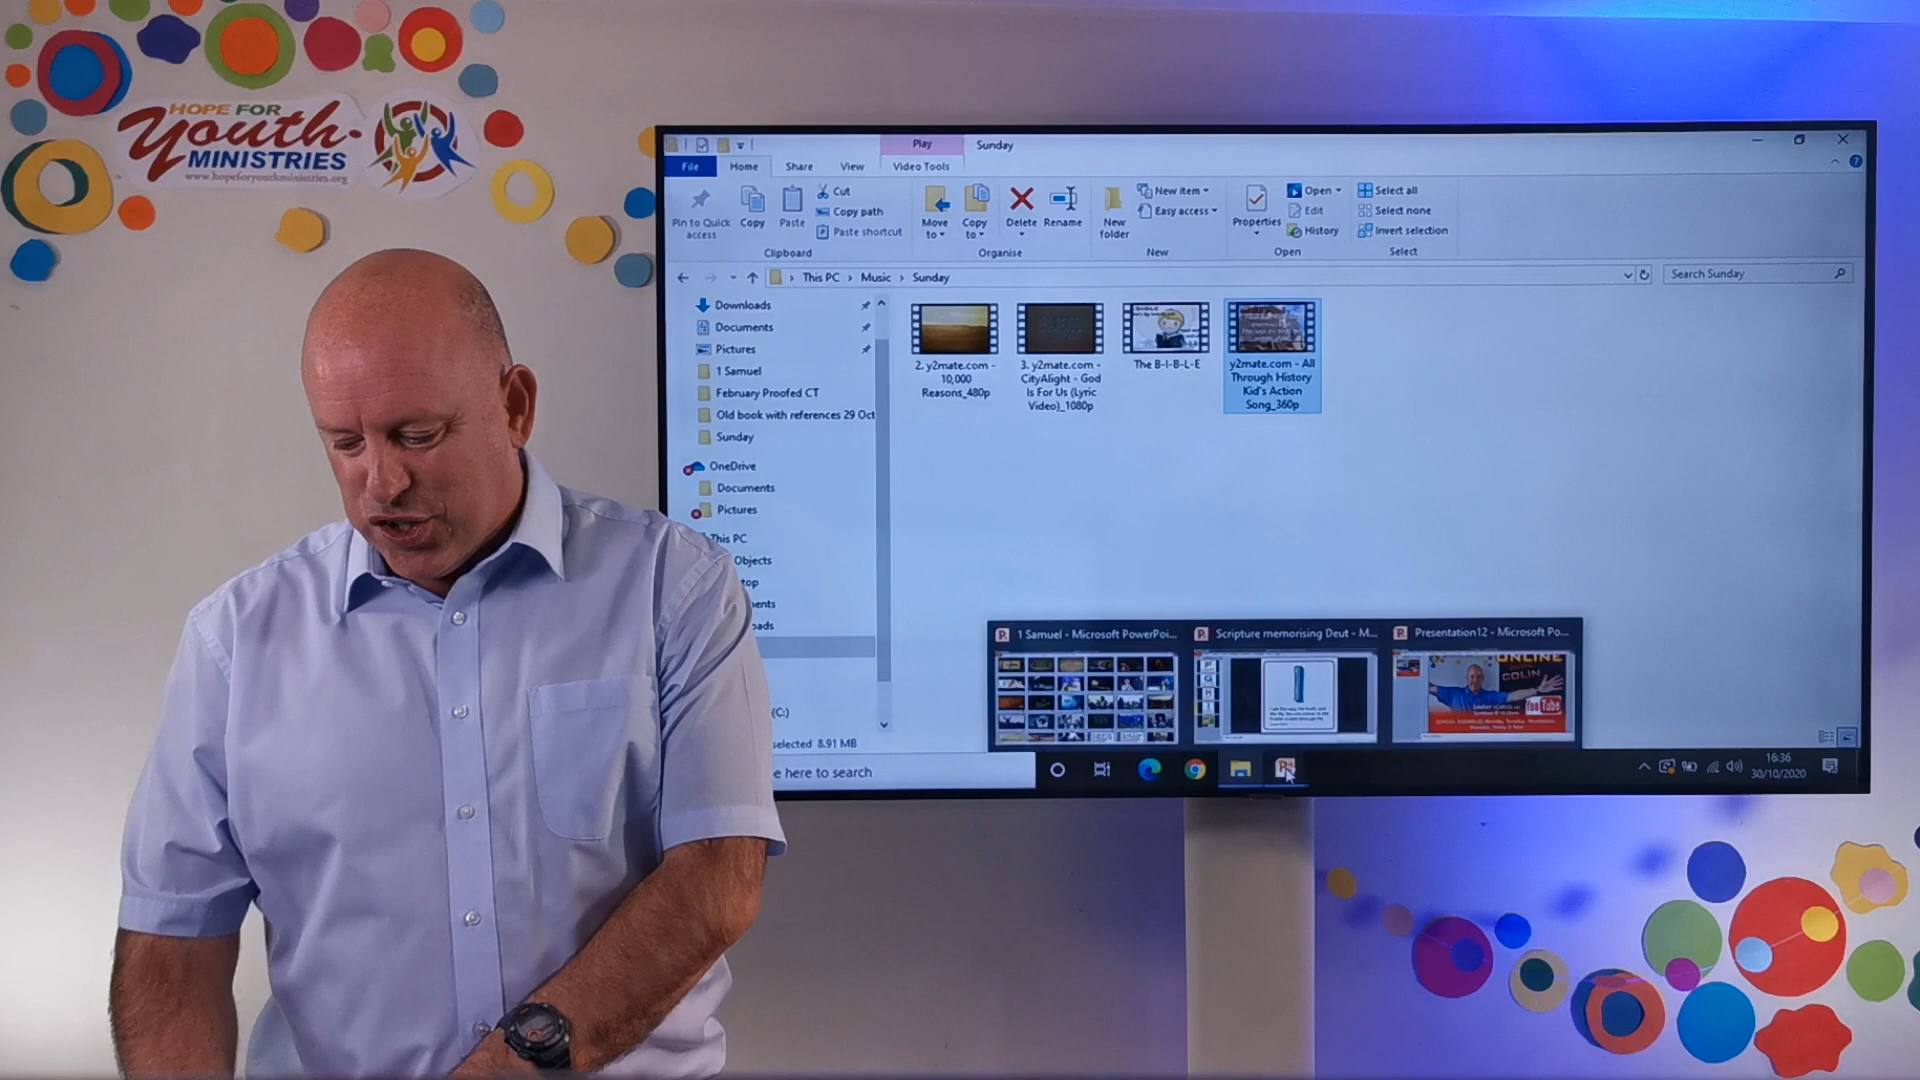 HOPE FOR
Youth
MINISTRIES
www.hopeforyouthministries.org
Play
Sunday
File
Home
Share
View
Video Tools
Pin to Quick
access
Copy
Paste
Cut
Copy path
Paste shortcut
Clipboard
Move
to
Copy
to
Delete
Rename
Organise
New
folder
New item
Easy access
New
Properties
Open
Edit
History
Open
Select all
Select none
Invert selection
Select
This PC > Music > Sunday
Search Sunday
Downloads
Documents
Pictures
1 Samuel
February Proofed CT
Old book with references 29 Oct
Sunday
OneDrive
Documents
Pictures
This PC
Objects
top
ments
oads
(C:)
selected 8.91 MB
2. y2mate.com -
10,000
Reasons_480p
3. y2mate.com -
CityAlight - God
Is For Us (Lyric
Video)_1080p
The B-I-B-L-E
y2mate.com - All
Through History
Kid's Action
Song_360p
1 Samuel - Microsoft PowerPoi...
Scripture memorising Deut - M...
Presentation12 - Microsoft Po...
ONLINE
COLIN
YouTube
e here to search
16:36
30/10/2020